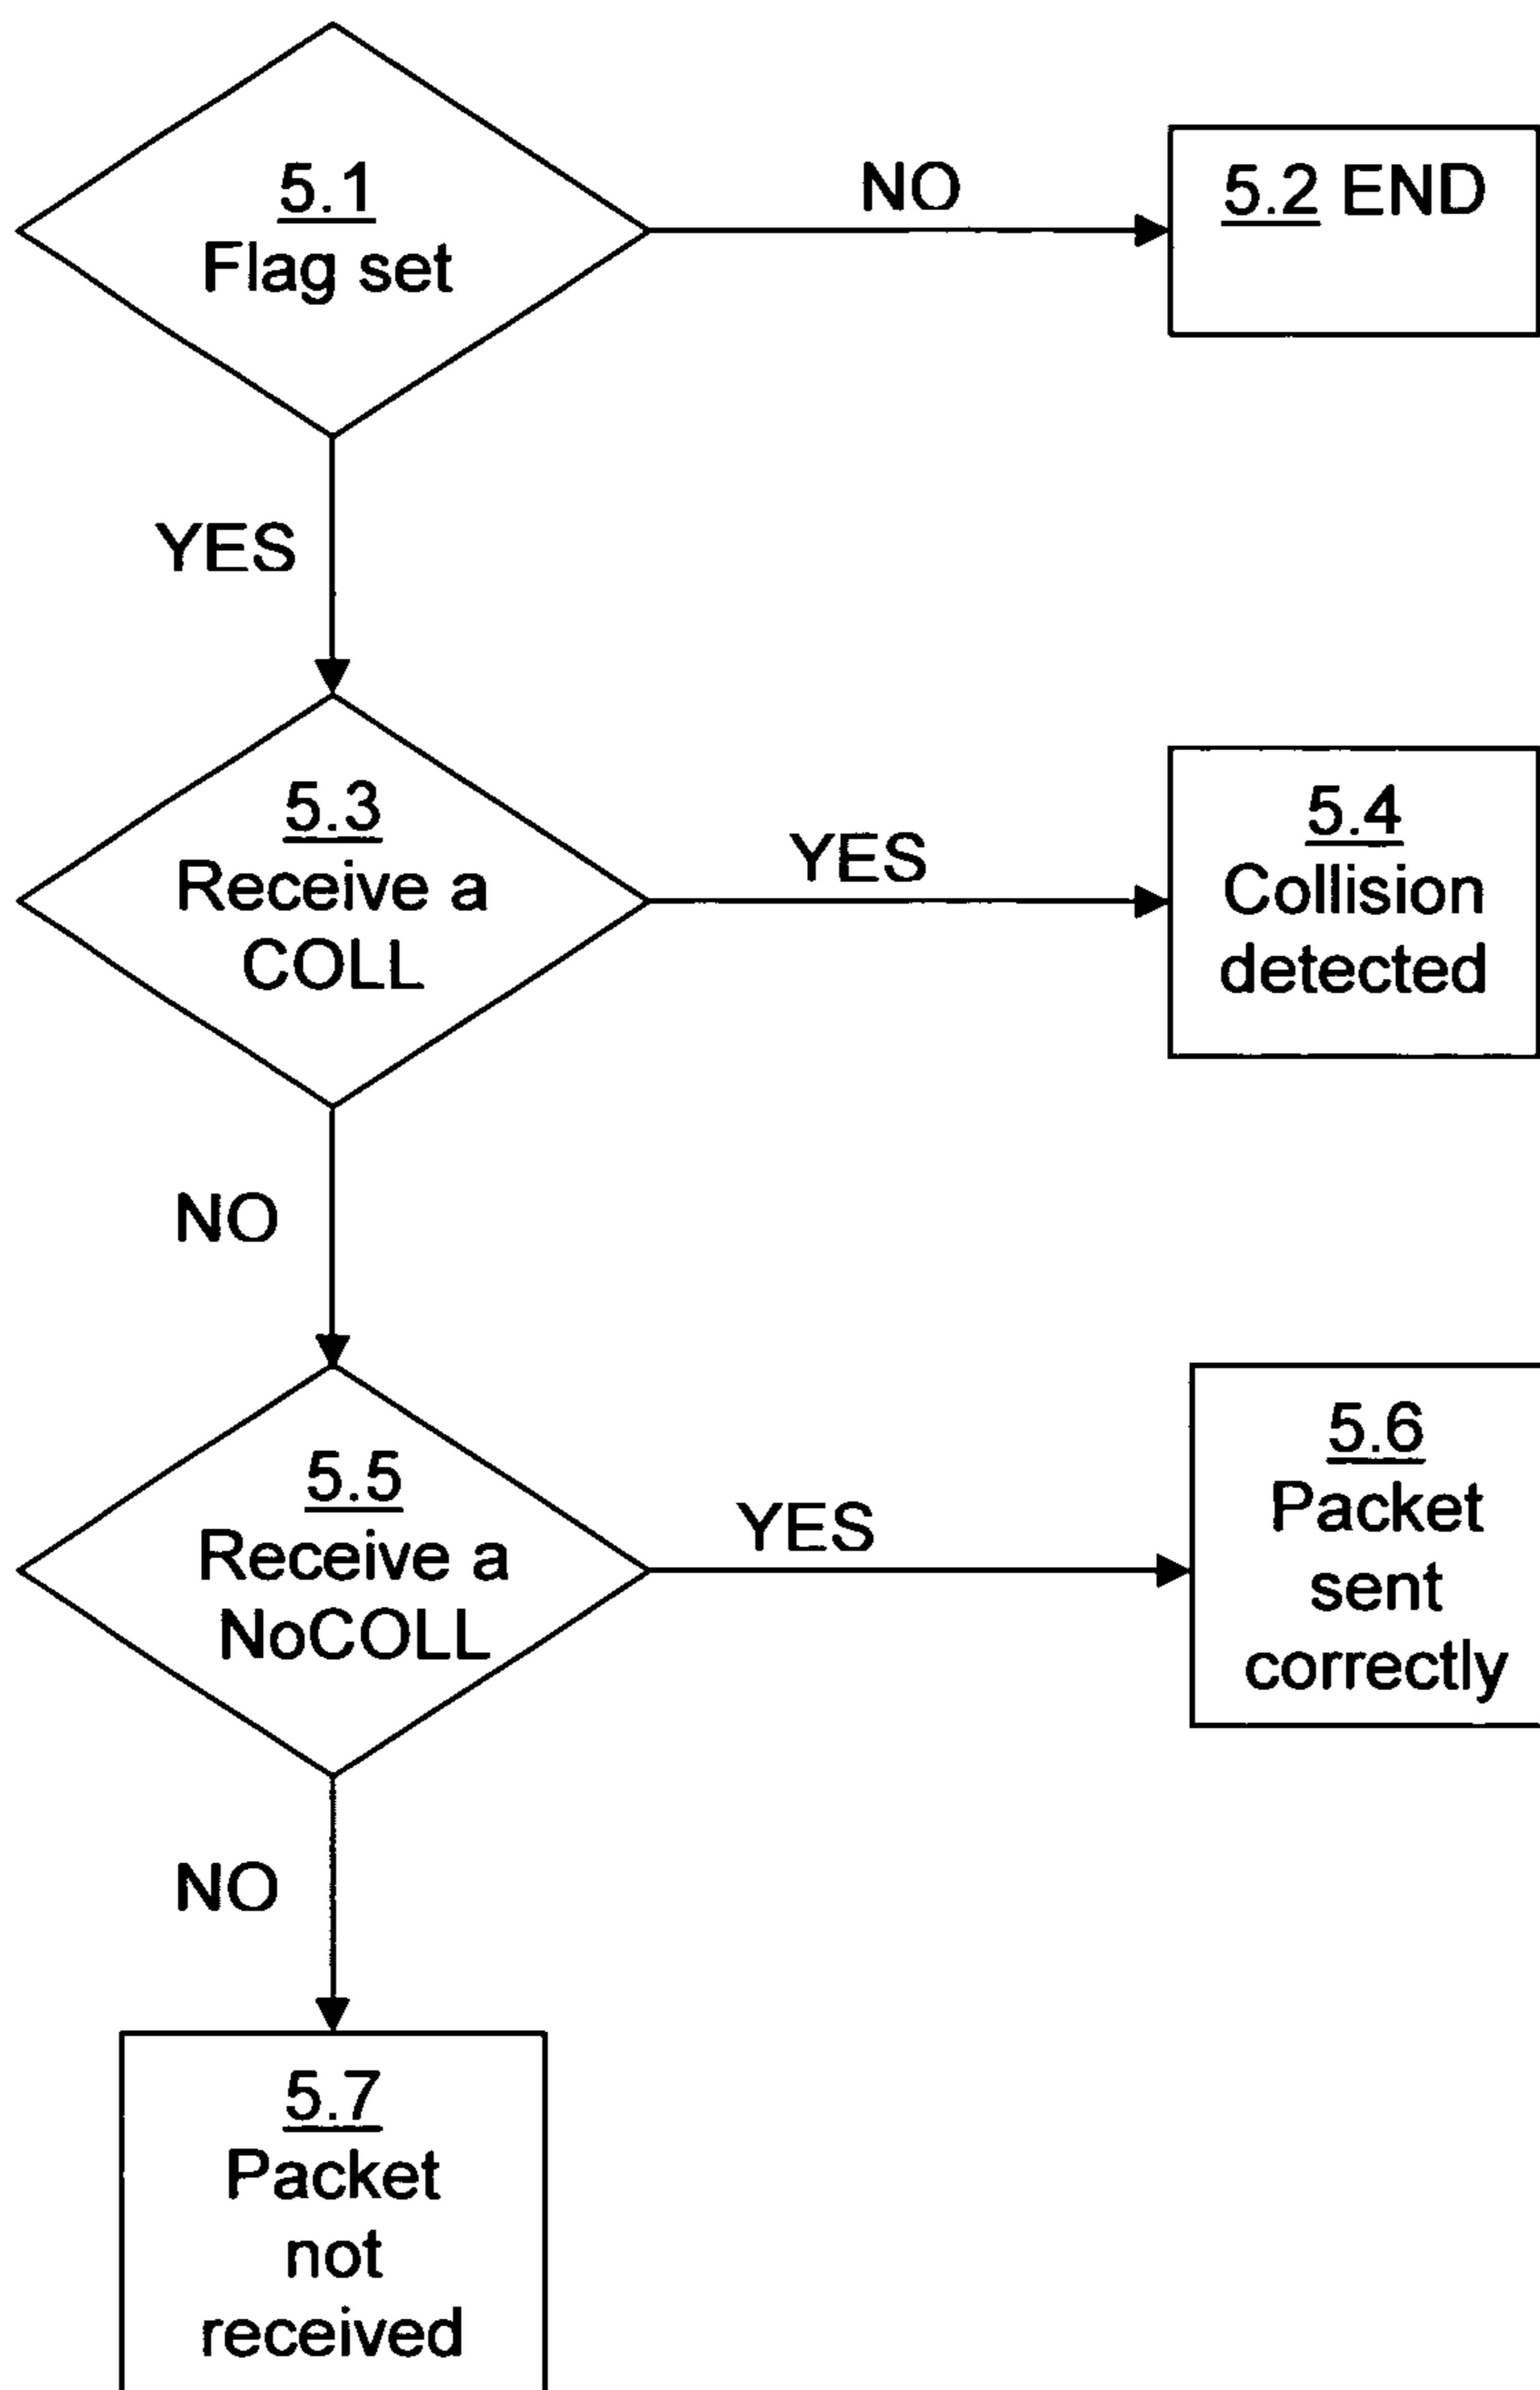 5.1
Flag set
NO
5.2 END
YES
5.3
Receive a
COLL
YES
5.4
Collision
detected
NO
5.5
Receive a
NoCOLL
YES
5.6
Packet
sent
correctly
NO
5.7
Packet
not
received